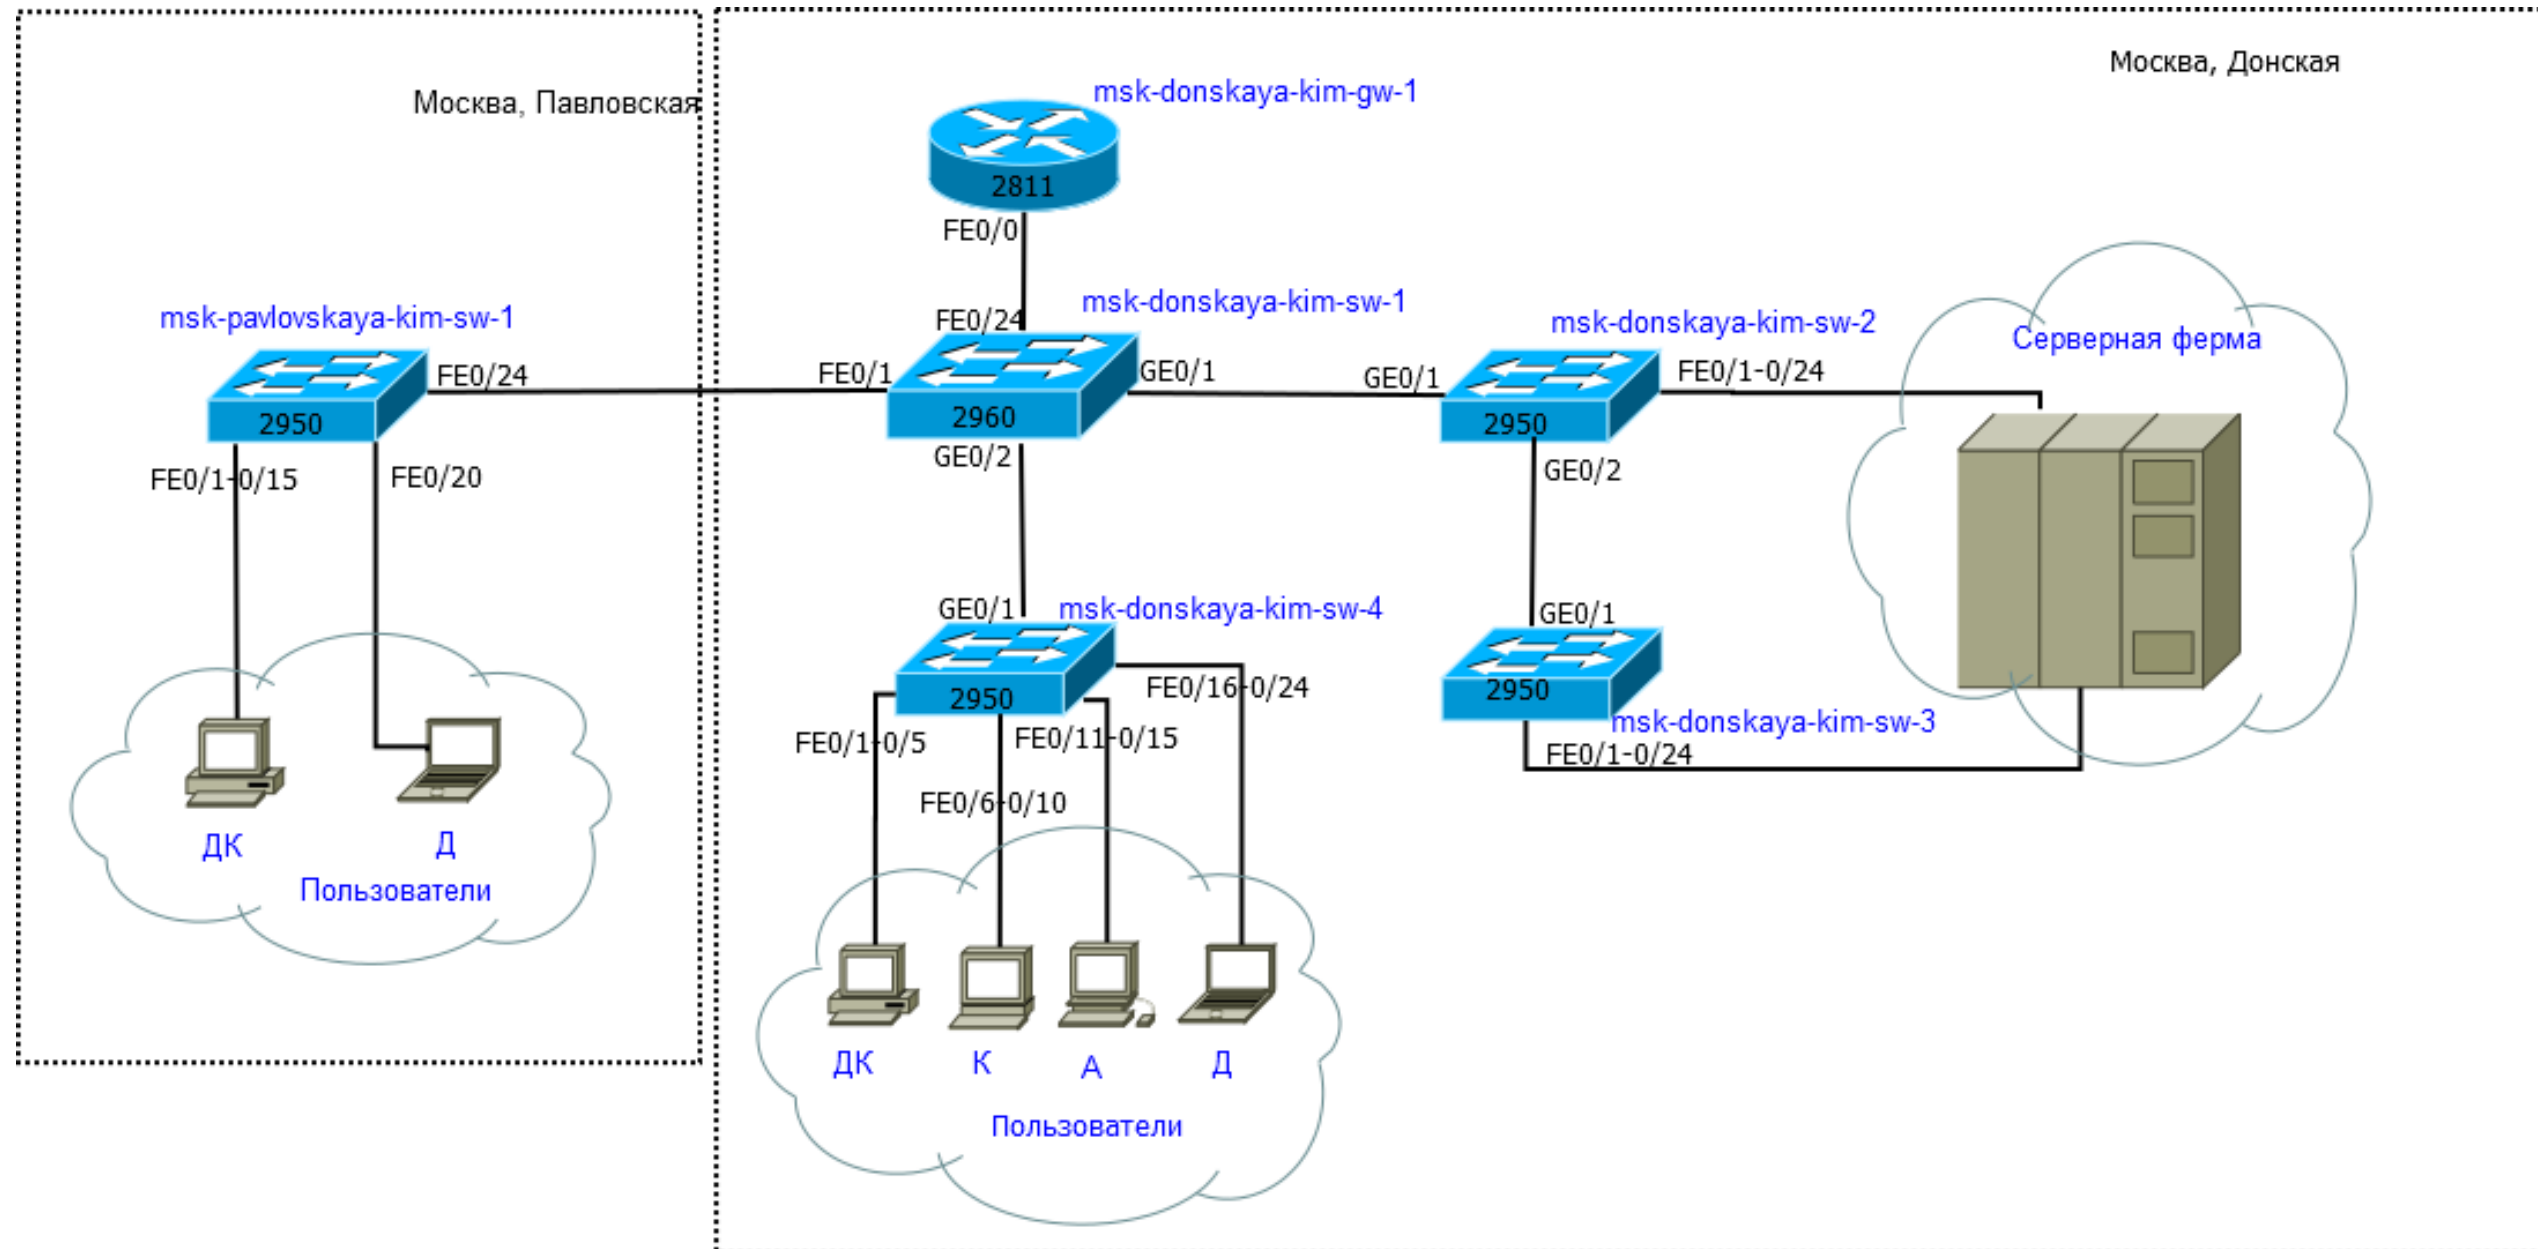 Москва, Павловская
msk-pavlovskaya-kim-sw-1
2950
FE0/24
FE0/1-0/15
FE0/20
ДК
Д
Пользователи
Москва, Донская
msk-donskaya-kim-gw-1
2811
FE0/0
FE0/24
msk-donskaya-kim-sw-1
FE0/1
2960
GE0/1
GE0/2
GE0/1
msk-donskaya-kim-sw-2
2950
FE0/1-0/24
GE0/2
Серверная ферма
GE0/1
2950
msk-donskaya-kim-sw-3
FE0/1-0/24
GE0/1
msk-donskaya-kim-sw-4
2950
FE0/16-0/24
FE0/1-0/5
FE0/11-0/15
FE0/6-0/10
ДК
К
А
Д
Пользователи